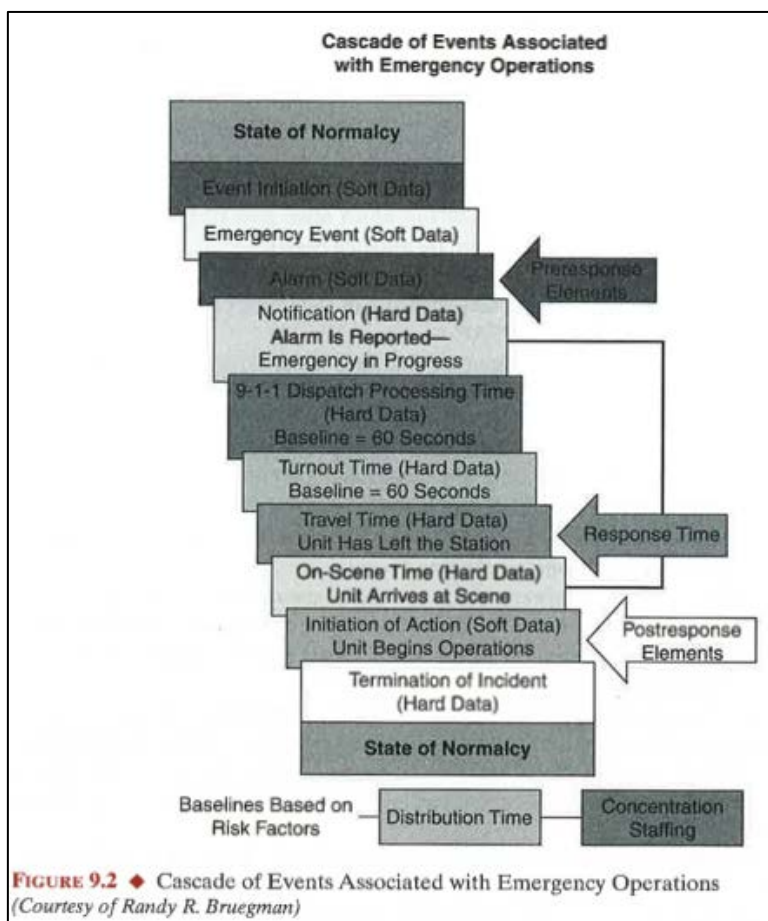 Cascade of Events Associated
with Emergency Operations
State of Normalcy
Event Initiation (Soft Data)
Emergency Event (Soft Data)
Alarm (Soft Data)
Preresponse
Elements
Notification (Hard Data)
Alarm Is Reported—
Emergency in Progress
9-1-1 Dispatch Processing Time
(Hard Data)
Baseline = 60 Seconds
Turnout Time (Hard Data)
Baseline = 60 Seconds
Travel Time (Hard Data)
Unit Has Left the Station
Response Time
On-Scene Time (Hard Data)
Unit Arrives at Scene
Initiation of Action (Soft Data)
Unit Begins Operations
Postresponse
Elements
Termination of Incident
(Hard Data)
State of Normalcy
Baselines Based on
Risk Factors
Distribution Time
Concentration
Staffing
FIGURE 9.2 ◆ Cascade of Events Associated with Emergency Operations
(Courtesy of Randy R. Bruegman)